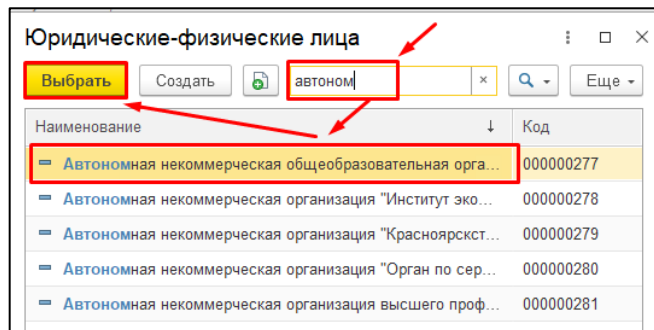 Юридические-физические лица
Выбрать Создать автоном × Еще
Наименование ↓ Код
Автономная некоммерческая общеобразовательная орга... 000000277
Автономная некоммерческая организация "Институт эко... 000000278
Автономная некоммерческая организация "Красноярскст... 000000279
Автономная некоммерческая организация "Орган по сер... 000000280
Автономная некоммерческая организация высшего проф... 000000281